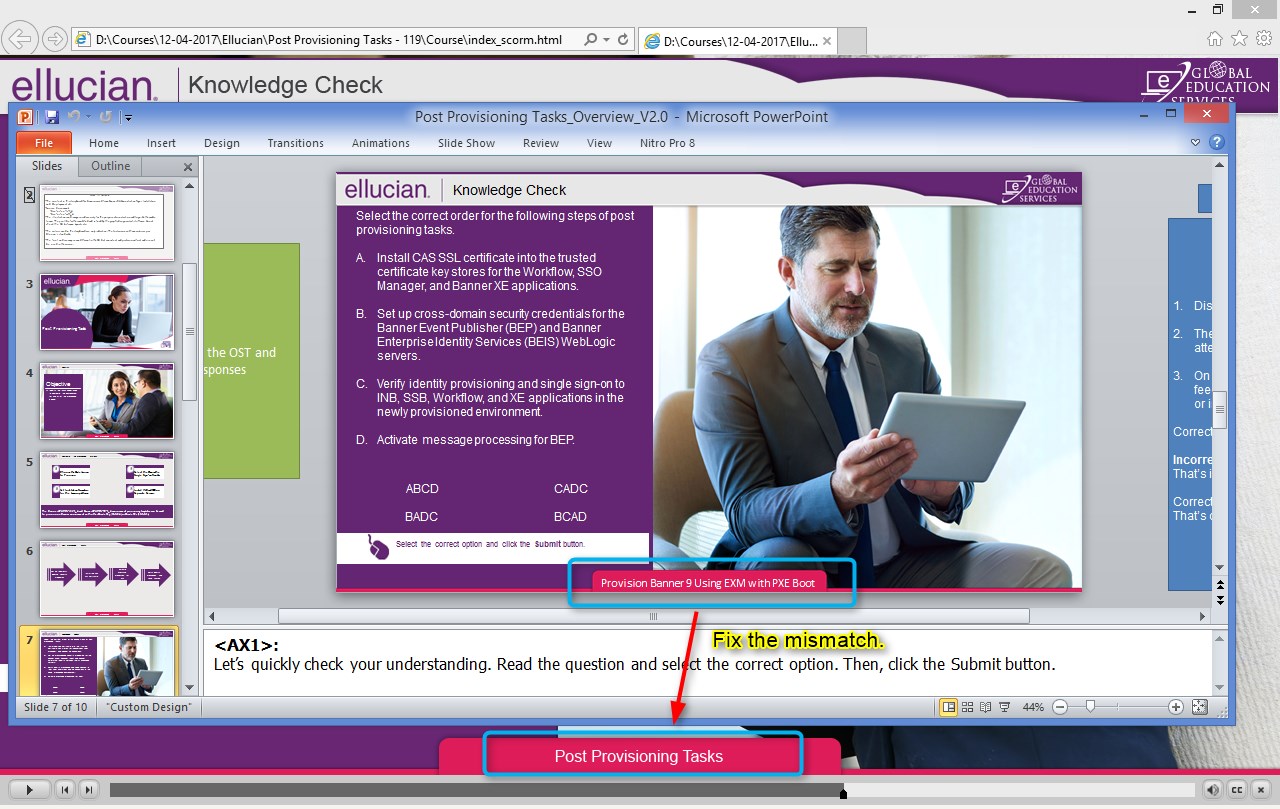 D:\Courses\12-04-2017\Ellucian\Post Provisioning Tasks - 119\Course\index_scorm.html
D:\Courses\12-04-2017\Ellu...
ellucian.
Knowledge Check
GLOBAL
EDUCATION
SERVICES
Post Provisioning Tasks_Overview_V2.0 - Microsoft PowerPoint
File
Home
Insert
Design
Transitions
Animations
Slide Show
Review
View
Nitro Pro 8
Slides
Outline
2
3
ellucian.
4
Objective
5
6
7
the OST and
sponses
ellucian.
Knowledge Check
GLOBAL
EDUCATION
SERVICES
Select the correct order for the following steps of post
provisioning tasks.
A. Install CAS SSL certificate into the trusted
certificate key stores for the Workflow, SSO
Manager, and Banner XE applications.
B. Set up cross-domain security credentials for the
Banner Event Publisher (BEP) and Banner
Enterprise Identity Services (BEIS) WebLogic
servers.
C. Verify identity provisioning and single sign-on to
INB, SSB, Workflow, and XE applications in the
newly provisioned environment.
D. Activate message processing for BEP.
ABCD
CADC
BADC
BCAD
Select the correct option and click the Submit button.
Provision Banner 9 Using EXM with PXE Boot
1. Dis
2. The
atte
3. On
fee
or i
Correct
Incorre
That's i
Correct
That's c
Fix the mismatch.
<AX1>:
Let's quickly check your understanding. Read the question and select the correct option. Then, click the Submit button.
Slide 7 of 10
"Custom Design"
44%
Post Provisioning Tasks
CC